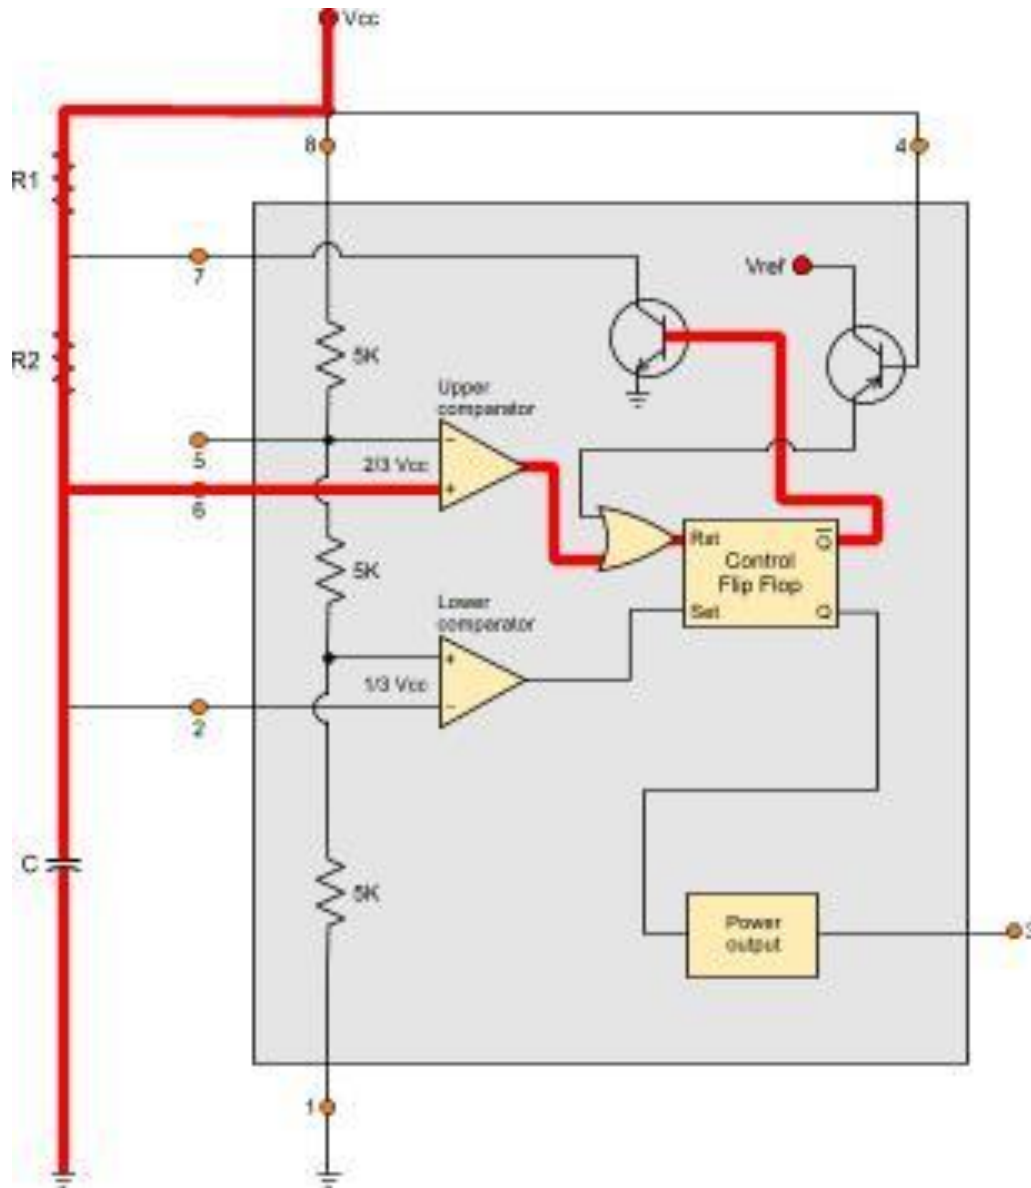 Vcc
8
4
R1
7
Vref
R2
5K
Upper
comparator
5
2/3 Vcc
-
+
6
Rst
Q
Control
Flip Flop
5K
Lower
comparator
Set
Q
+
1/3 Vcc
-
2
C
5K
Power
output
3
1